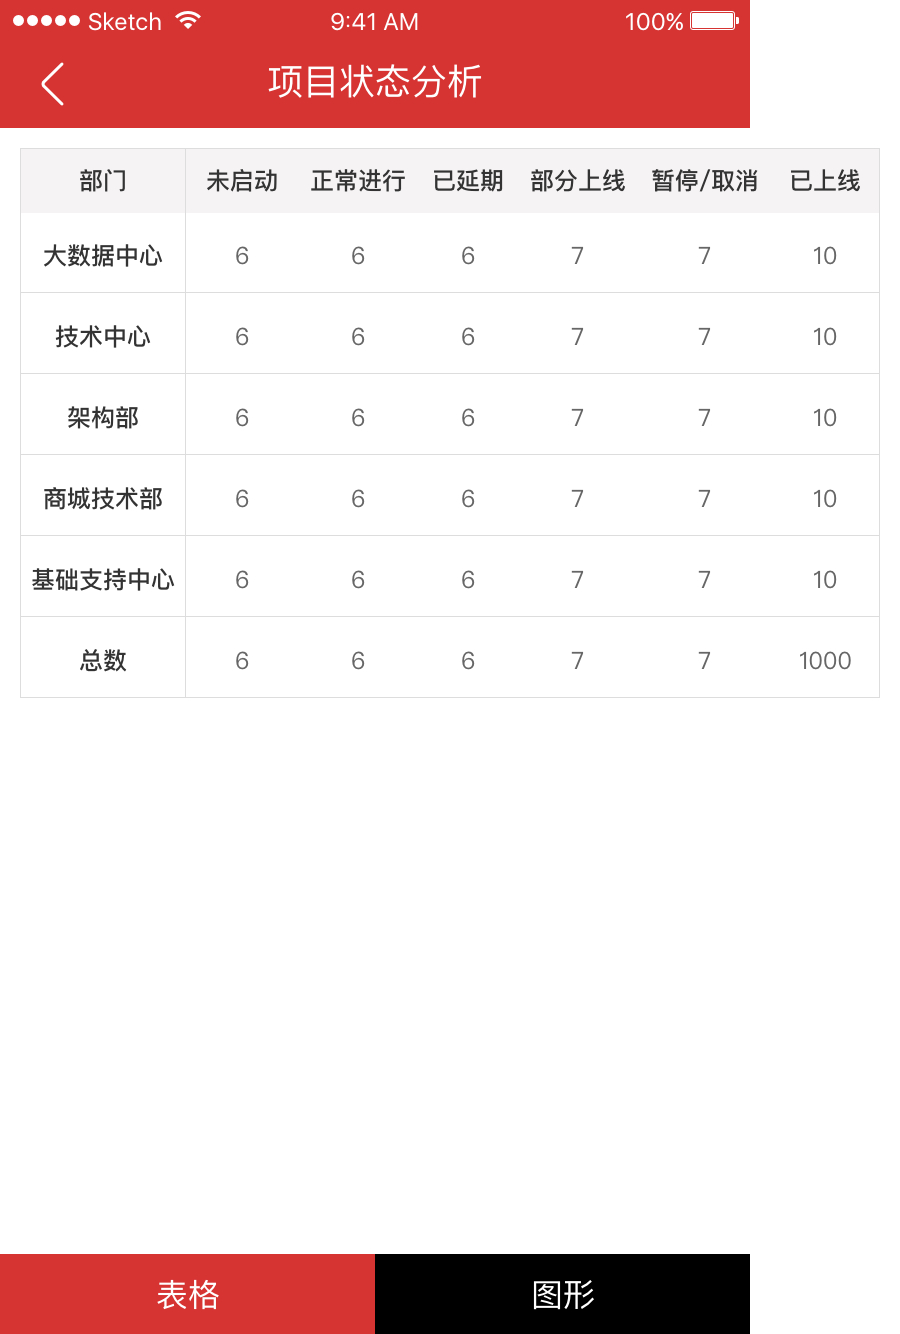 Sketch 9:41 AM 100%
项目状态分析
部门 未启动 正常进行 已延期 部分上线 暂停/取消 已上线
大数据中心 6 6 6 7 7 10
技术中心 6 6 6 7 7 10
架构部 6 6 6 7 7 10
商城技术部 6 6 6 7 7 10
基础支持中心 6 6 6 7 7 10
总数 6 6 6 7 7 1000
表格 图形